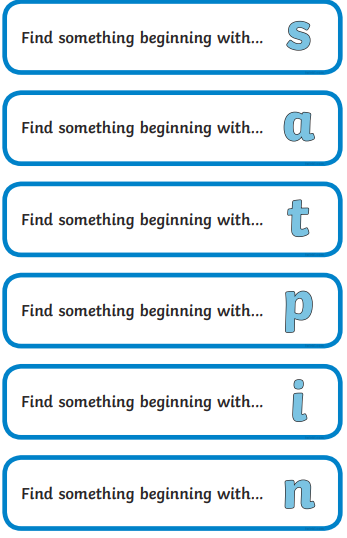 Find something beginning with... s
Find something beginning with... a
Find something beginning with... t
Find something beginning with... p
Find something beginning with... i
Find something beginning with... n